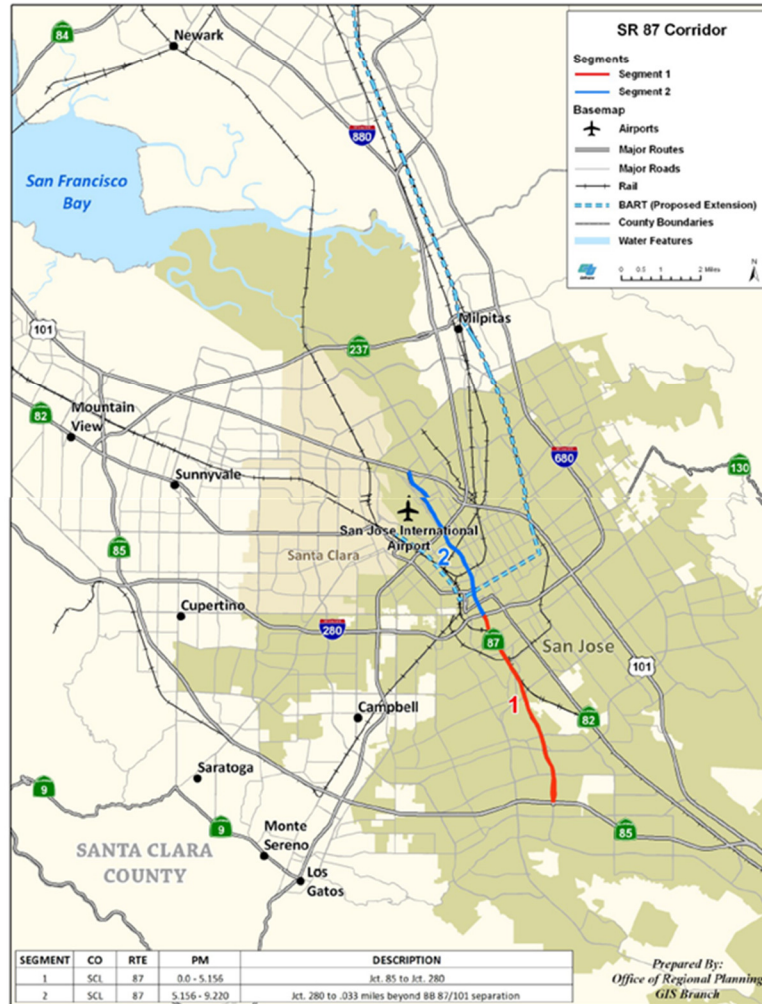 SR 87 Corridor
Segments
Segment 1
Segment 2
Basemap
Airports
Major Routes
Major Roads
Rail
BART (Proposed Extension)
County Boundaries
Water Features
0 0.5 1 2 Miles
N
84
Newark
880
San Francisco
Bay
101
Milpitas
237
82
Mountain
View
Sunnyvale
680
130
San Jose International
Airport
Santa Clara
2
85
Cupertino
280
87
San Jose
101
1
Campbell
82
Saratoga
9
9
Monte
Sereno
85
SANTA CLARA
COUNTY
Los
Gatos
SEGMENT CO RTE PM DESCRIPTION
1 SCL 87 0.0 - 5.156 Jct. 85 to Jct. 280
2 SCL 87 5.156 - 9.220 Jct. 280 to .033 miles beyond BB 87/101 separation
Prepared By:
Office of Regional Planning
GIS Branch